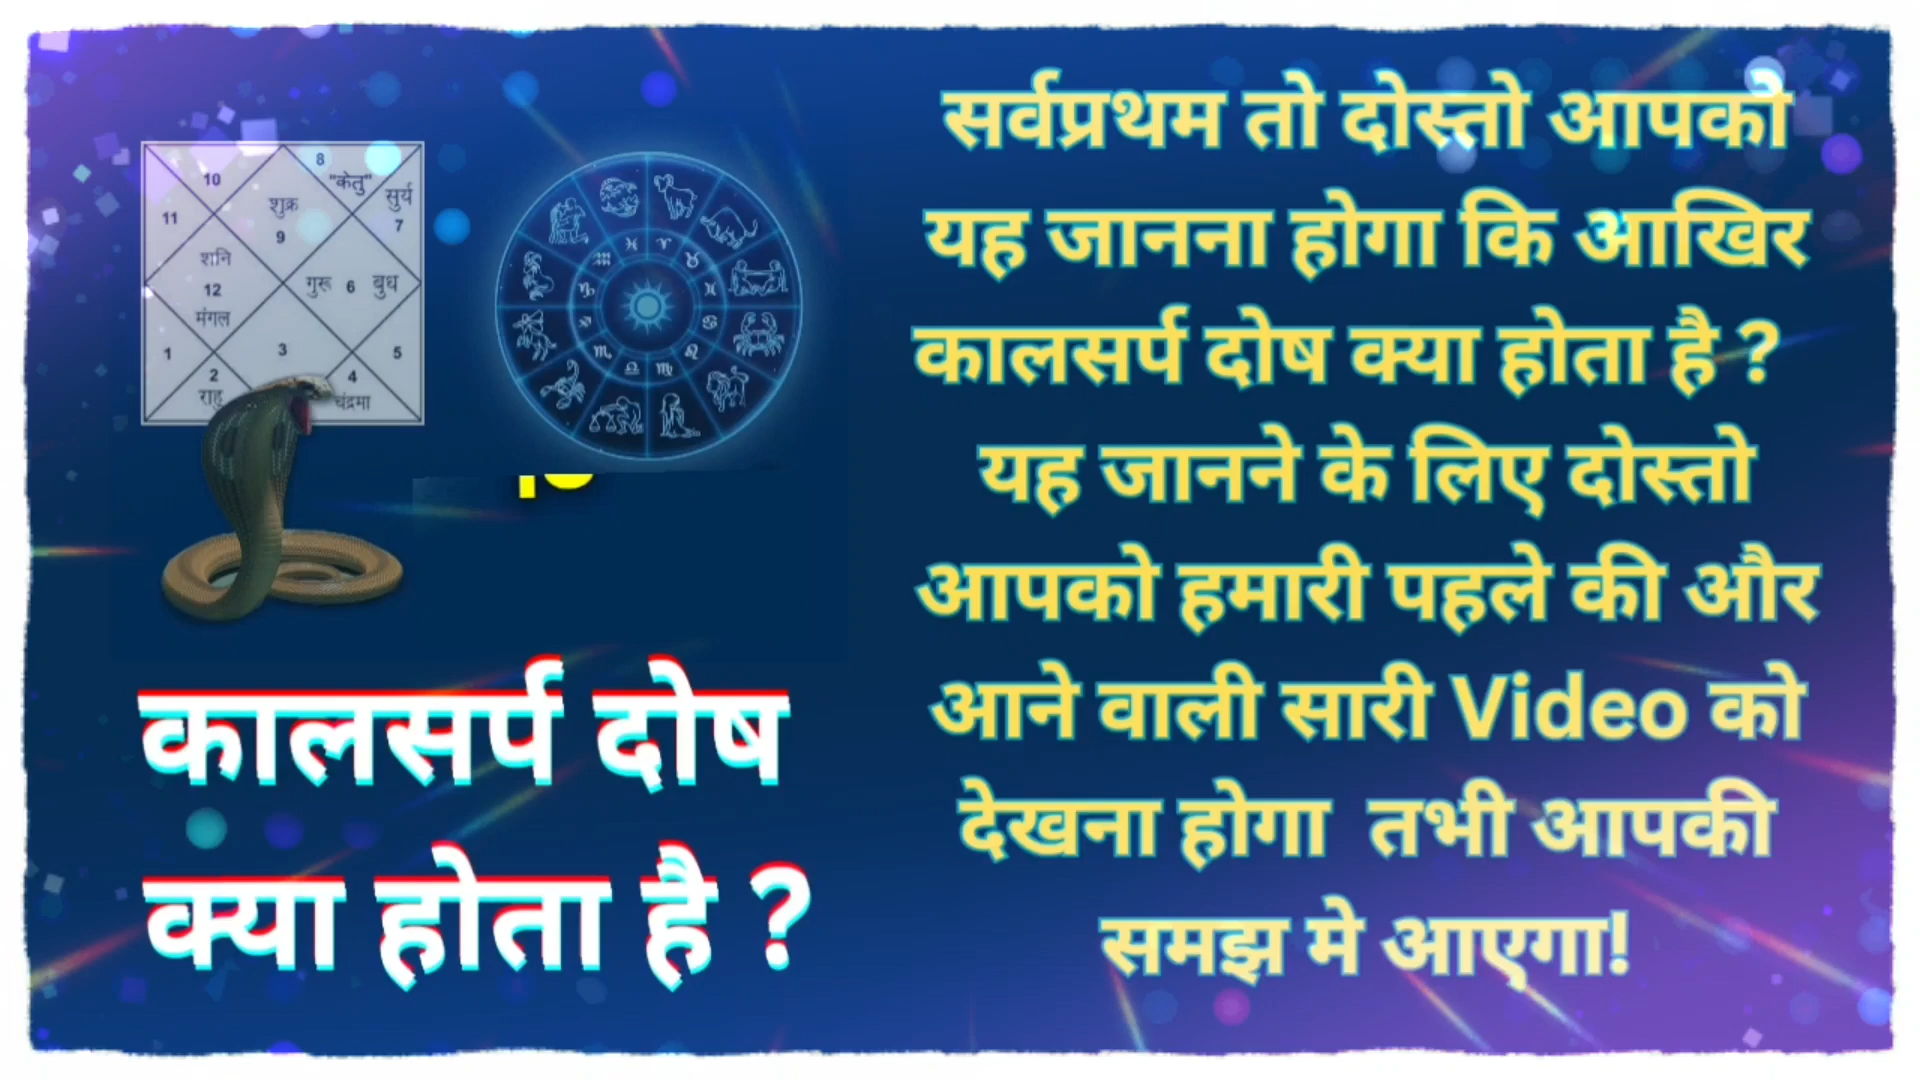 8
10
"केतु"
सुर्य
शुक्र
11
7
9
शनि
गुरू 6 बुध
12
मंगल
1
3
5
2
4
राहु
चंद्रमा
कालसर्प दोष
क्या होता है ?
सर्वप्रथम तो दोस्तो आपको
यह जानना होगा कि आखिर
कालसर्प दोष क्या होता है ?
यह जानने के लिए दोस्तो
आपको हमारी पहले की और
आने वाली सारी Video को
देखना होगा तभी आपकी
समझ मे आएगा!